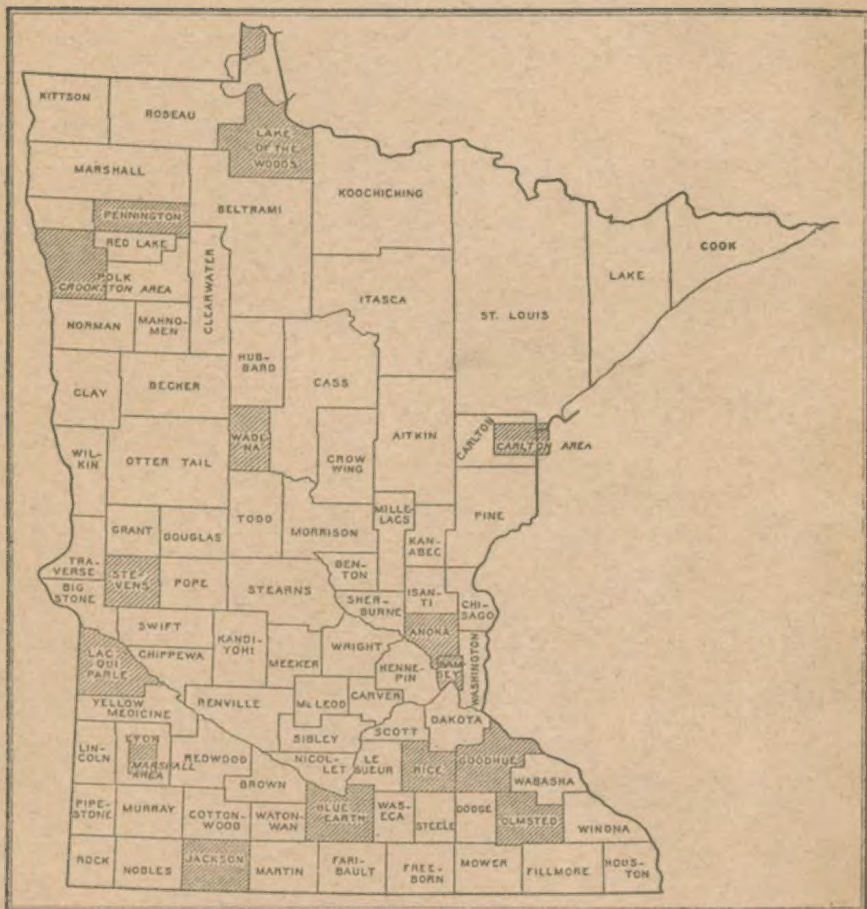 KITTSON
ROSEAU
LAKE
OF THE
WOODS
MARSHALL
KOOCHICHING
BELTRAMI
PENNINGTON
RED LAKE
POLK
CROOKSTON AREA
CLEARWATER
ITASCA
ST. LOUIS
LAKE
COOK
NORMAN
MAHNO-
MEN
HUB-
BARD
CASS
CLAY
BECKER
WADE-
NA
CROW
WING
AITKIN
CARLTON
CARLTON AREA
WIL-
KIN
OTTER TAIL
TODD
MORRISON
MILLE
LACS
PINE
GRANT
DOUGLAS
KAN-
ABEC
TRA-
VERSE
BIG
STONE
STE-
VENS
POPE
STEARNS
BEN-
TON
SHER-
BURNE
ISAN-
TI
CHI-
SAGO
ANOKA
SWIFT
KANDI-
YOHI
MEEKER
WRIGHT
HENNE-
PIN
RAM-
SEY
WASHINGTON
LAC
QUI
PARLE
CHIPPEWA
RENVILLE
MCLEOD
CARVER
YELLOW
MEDICINE
SIBLEY
SCOTT
DAKOTA
LIN-
COLN
LYON
MARSHALL
AREA
REDWOOD
NICOL-
LET
LE
SUEUR
RICE
GOODHUE
WABASHA
BROWN
PIPE-
STONE
MURRAY
COTTON-
WOOD
WATON-
WAN
BLUE
EARTH
WAS-
ECA
STEELE
DODGE
OLMSTED
WINONA
ROCK
NOBLES
JACKSON
MARTIN
FARI-
BAULT
FREE-
BORN
MOWER
FILLMORE
HOUS-
TON